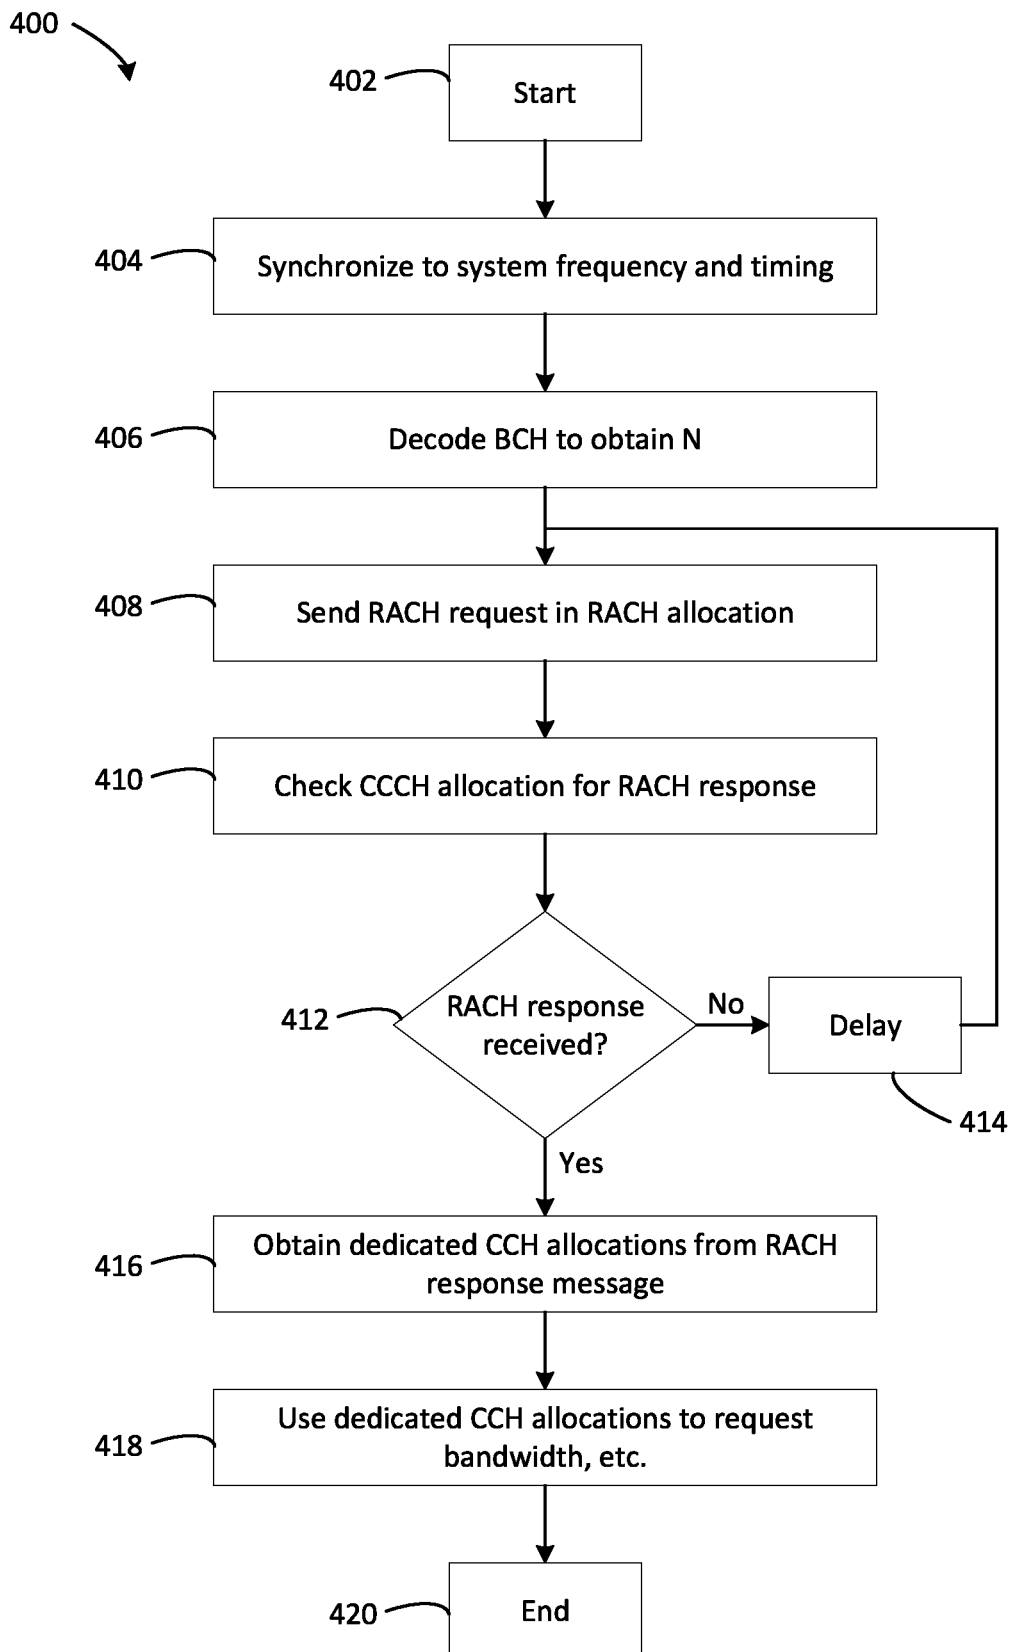 400
402
Start
404
Synchronize to system frequency and timing
406
Decode BCH to obtain N
408
Send RACH request in RACH allocation
410
Check CCCH allocation for RACH response
412
RACH response
received?
No
Delay
414
Yes
416
Obtain dedicated CCH allocations from RACH
response message
418
Use dedicated CCH allocations to request
bandwidth, etc.
420
End